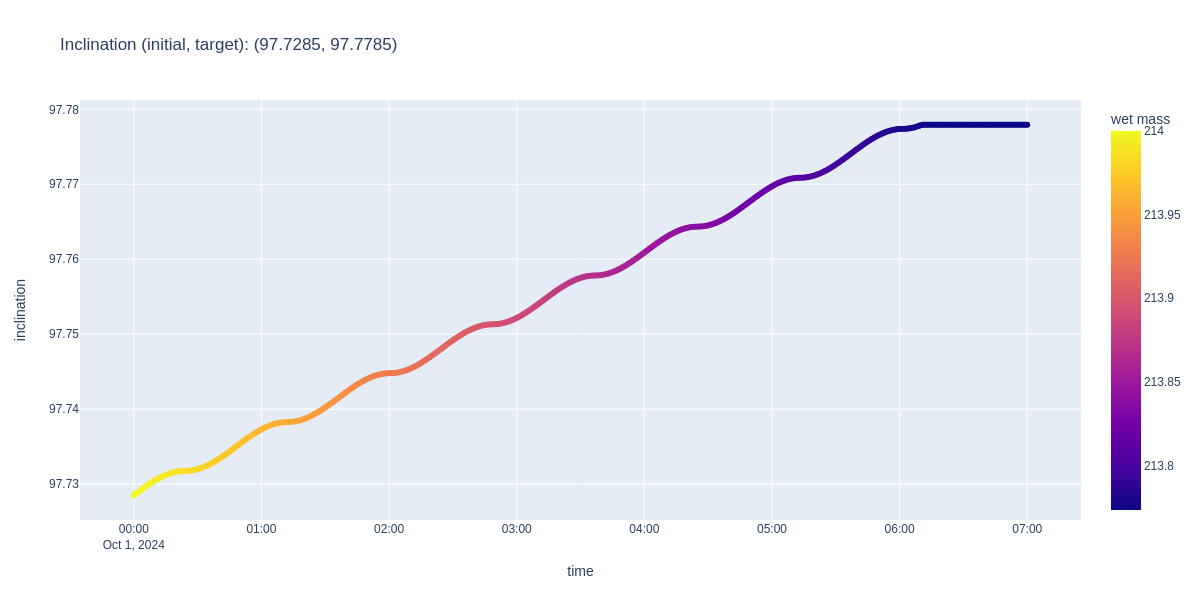 Inclination (initial, target): (97.7285, 97.7785)
97.78
97.77
97.76
97.75
97.74
97.73
inclination
00:00 01:00 02:00 03:00 04:00 05:00 06:00 07:00
Oct 1, 2024
time
wet mass
214
213.95
213.9
213.85
213.8